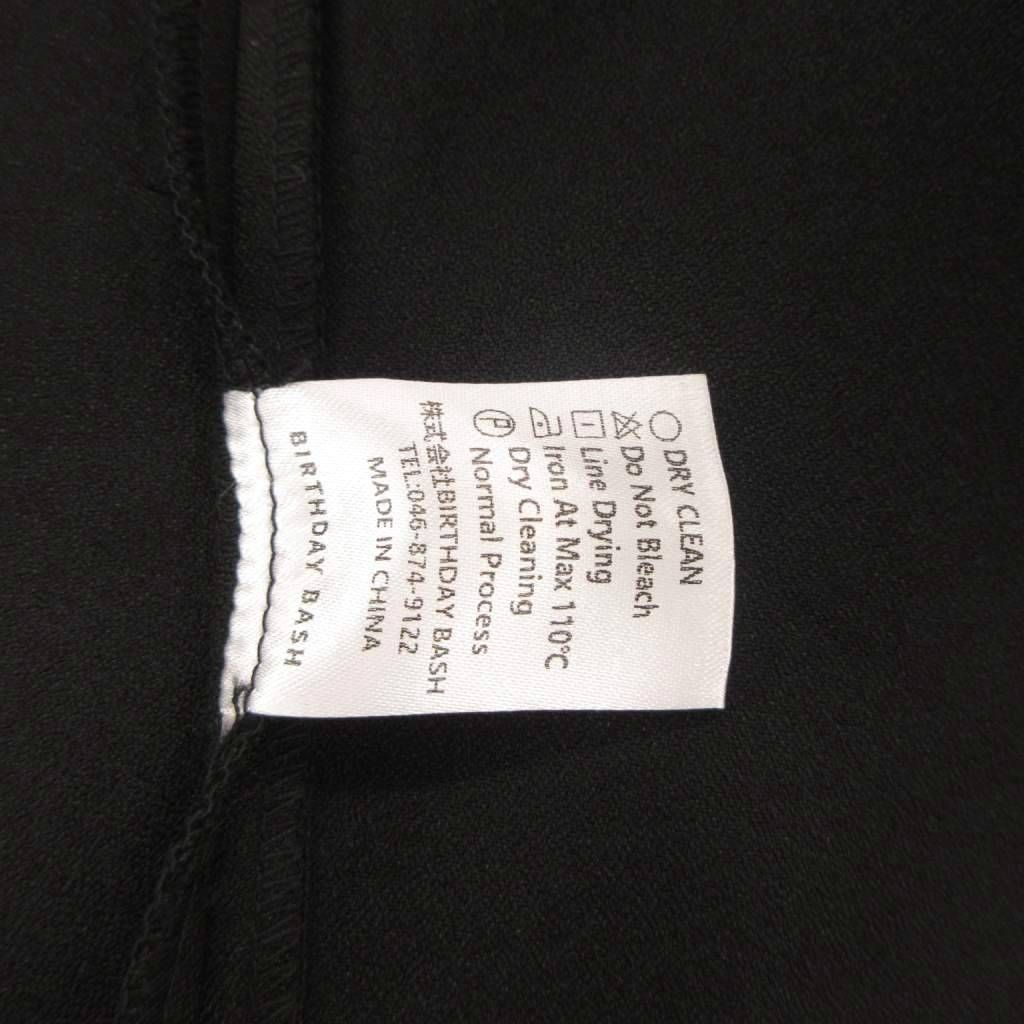 DRY CLEAN
Do Not Bleach
Line Drying
Iron At Max 110℃
Dry Cleaning
Normal Process
株式会社BIRTHDAY BASH
TEL:046-874-9122
MADE IN CHINA
BIRTHDAY BASH